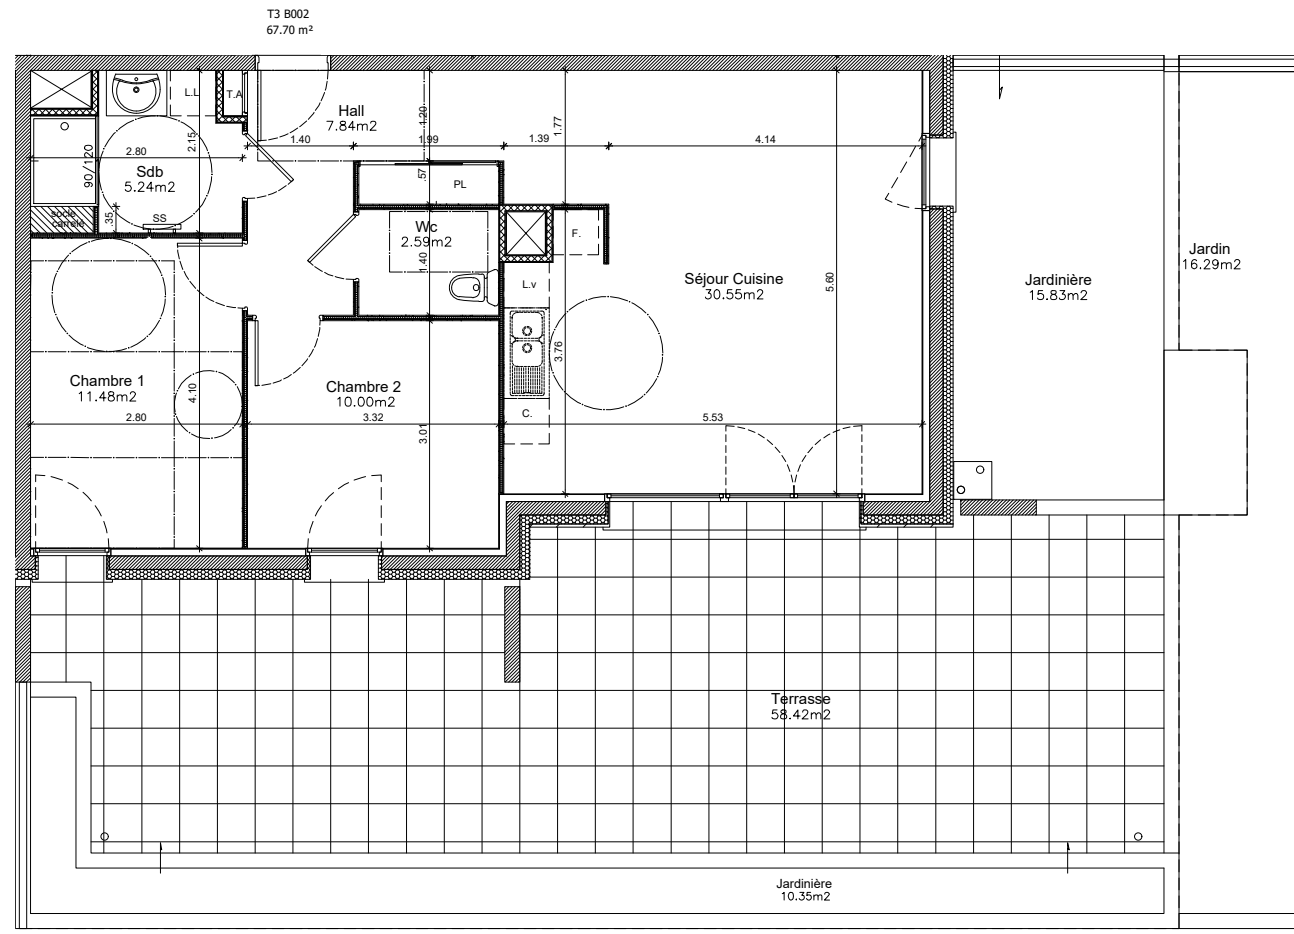 T3 B002
67.70 m²
L.L
T.A
Hall
7.84m2
1.20
1.77
2.15
1.40
1.99
1.39
4.14
2.80
90/120
Sdb
5.24m2
.57
PL
socle
carrelé
.35
SS
Wc
2.59m2
1.40
F.
L.v
Séjour Cuisine
30.55m2
5.60
Jardinière
15.83m2
Jardin
16.29m2
3.76
Chambre 1
11.48m2
4.10
2.80
Chambre 2
10.00m2
3.32
3.01
C.
5.53
Terrasse
58.42m2
Jardinière
10.35m2